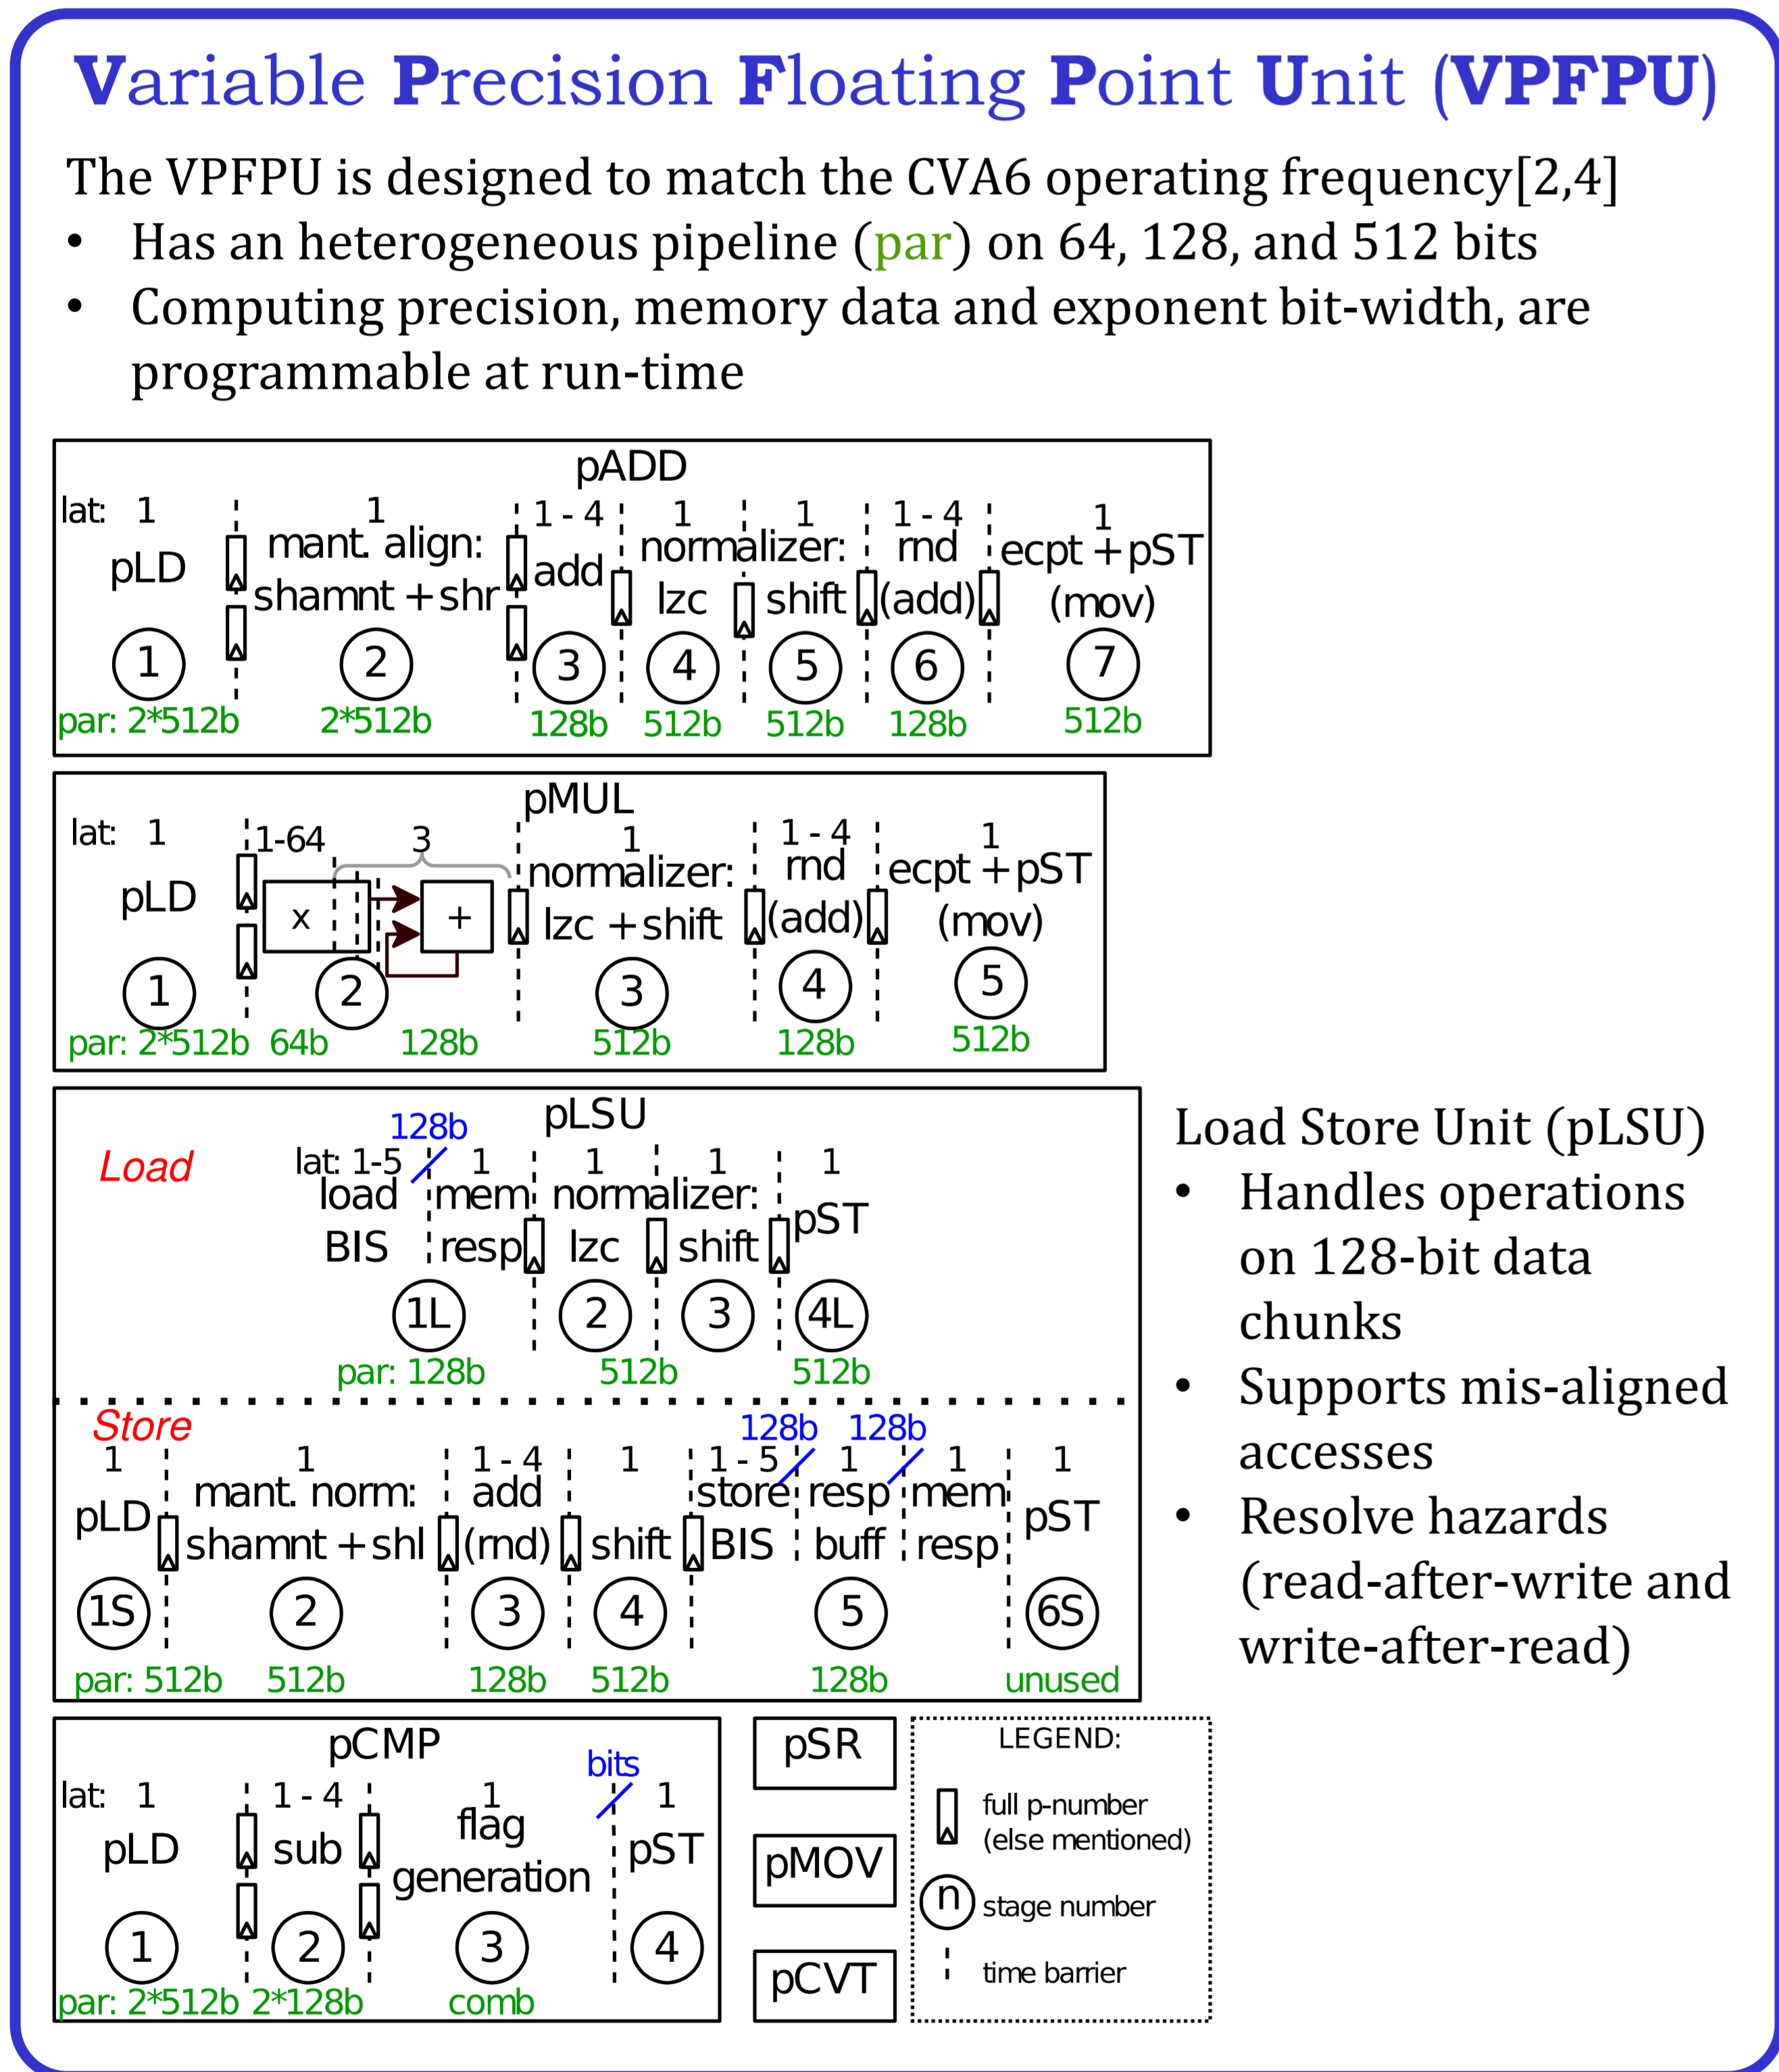 Variable Precision Floating Point Unit (VPFPU)
The VPFPU is designed to match the CVA6 operating frequency[2,4]
• Has an heterogeneous pipeline (par) on 64, 128, and 512 bits
• Computing precision, memory data and exponent bit-width, are
programmable at run-time
pADD
lat: 1 1 1 - 4 1 1 1 - 4 1
pLD mant. align: add normalizer: rnd ecpt +pST
shamnt +shr lzc shift (add) (mov)
1 2 3 4 5 6 7
par: 2*512b 2*512b 128b 512b 512b 128b 512b
pMUL
lat: 1 1-64 3 1 1 - 4 1
pLD x + normalizer: rnd ecpt +pST
lzc +shift (add) (mov)
1 2 3 4 5
par: 2*512b 64b 128b 512b 128b 512b
pLSU
128b
Load
lat: 1-5 1 1 1 1
load mem normalizer: pST
BIS resp lzc shift
1L 2 3 4L
par: 128b 512b 512b
Store
128b 128b
1 1 1 - 4 1 1 - 5 1 1 1
pLD mant. norm: add store resp mem pST
shamnt +shl (rnd) shift BIS buff resp
1S 2 3 4 5 6S
par: 512b 512b 128b 512b 128b unused
Load Store Unit (pLSU)
• Handles operations
on 128-bit data
chunks
• Supports mis-aligned
accesses
• Resolve hazards
(read-after-write and
write-after-read)
pCMP
bits
lat: 1 1 - 4 1 1
pLD sub flag pST
generation
1 2 3 4
par: 2*512b 2*128b comb
pSR
pMOV
pCVT
LEGEND:
full p-number
(else mentioned)
n stage number
time barrier